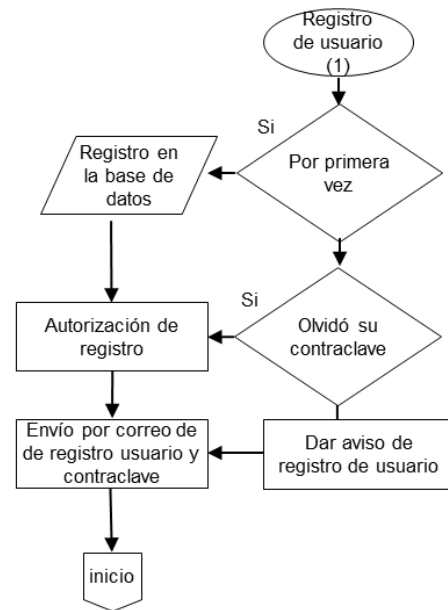 Registro
de usuario
(1)
Si
Por primera
vez
Registro en
la base de
datos
Si
Olvidó su
contraclave
Autorización de
registro
Envío por correo de
de registro usuario y
contraclave
Dar aviso de
registro de usuario
inicio